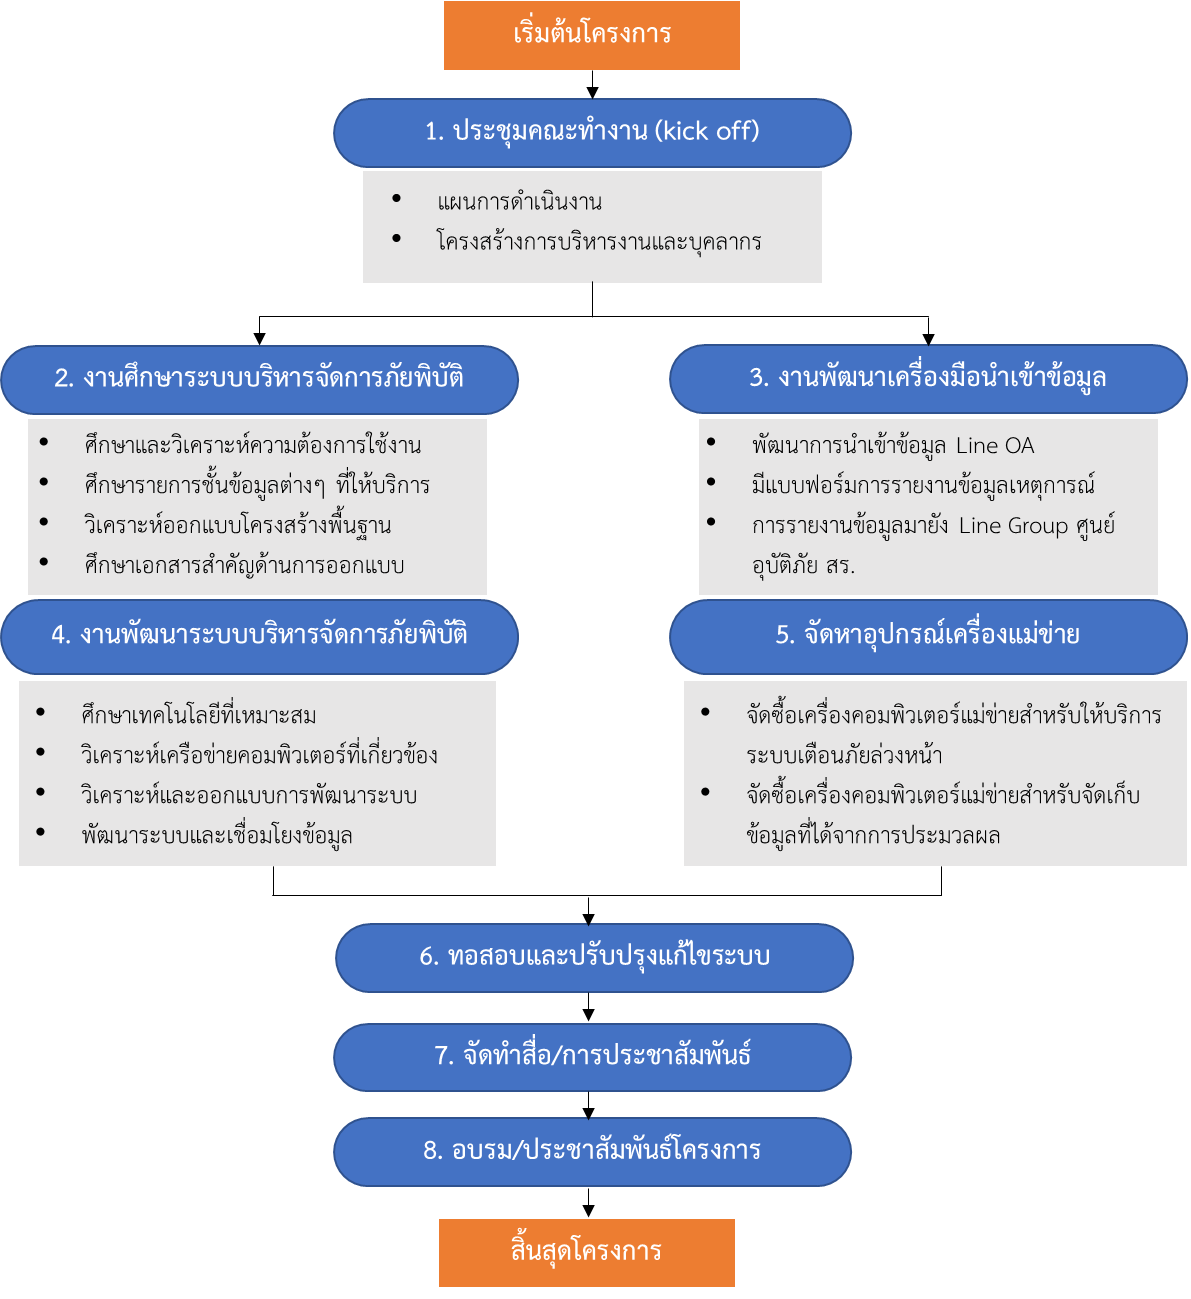 เริ่มต้นโครงการ
1. ประชุมคณะทำงาน (kick off)
• แผนการดำเนินงาน
• โครงสร้างการบริหารงานและบุคลากร
2. งานศึกษาระบบบริหารจัดการภัยพิบัติ
• ศึกษาและวิเคราะห์ความต้องการใช้งาน
• ศึกษารายการชั้นข้อมูลต่างๆ ที่ให้บริการ
• วิเคราะห์ออกแบบโครงสร้างพื้นฐาน
• ศึกษาเอกสารสำคัญด้านการออกแบบ
3. งานพัฒนาเครื่องมือนำเข้าข้อมูล
• พัฒนาการนำเข้าข้อมูล Line OA
• มีแบบฟอร์มการรายงานข้อมูลเหตุการณ์
• การรายงานข้อมูลมายัง Line Group ศูนย์
อุบัติภัย สร.
4. งานพัฒนาระบบบริหารจัดการภัยพิบัติ
• ศึกษาเทคโนโลยีที่เหมาะสม
• วิเคราะห์เครือข่ายคอมพิวเตอร์ที่เกี่ยวข้อง
• วิเคราะห์และออกแบบการพัฒนาระบบ
• พัฒนาระบบและเชื่อมโยงข้อมูล
5. จัดหาอุปกรณ์เครื่องแม่ข่าย
• จัดซื้อเครื่องคอมพิวเตอร์แม่ข่ายสำหรับให้บริการ
ระบบเตือนภัยล่วงหน้า
• จัดซื้อเครื่องคอมพิวเตอร์แม่ข่ายสำหรับจัดเก็บ
ข้อมูลที่ได้จากการประมวลผล
6. ทอสอบและปรับปรุงแก้ไขระบบ
7. จัดทำสื่อ/การประชาสัมพันธ์
8. อบรม/ประชาสัมพันธ์โครงการ
สิ้นสุดโครงการ